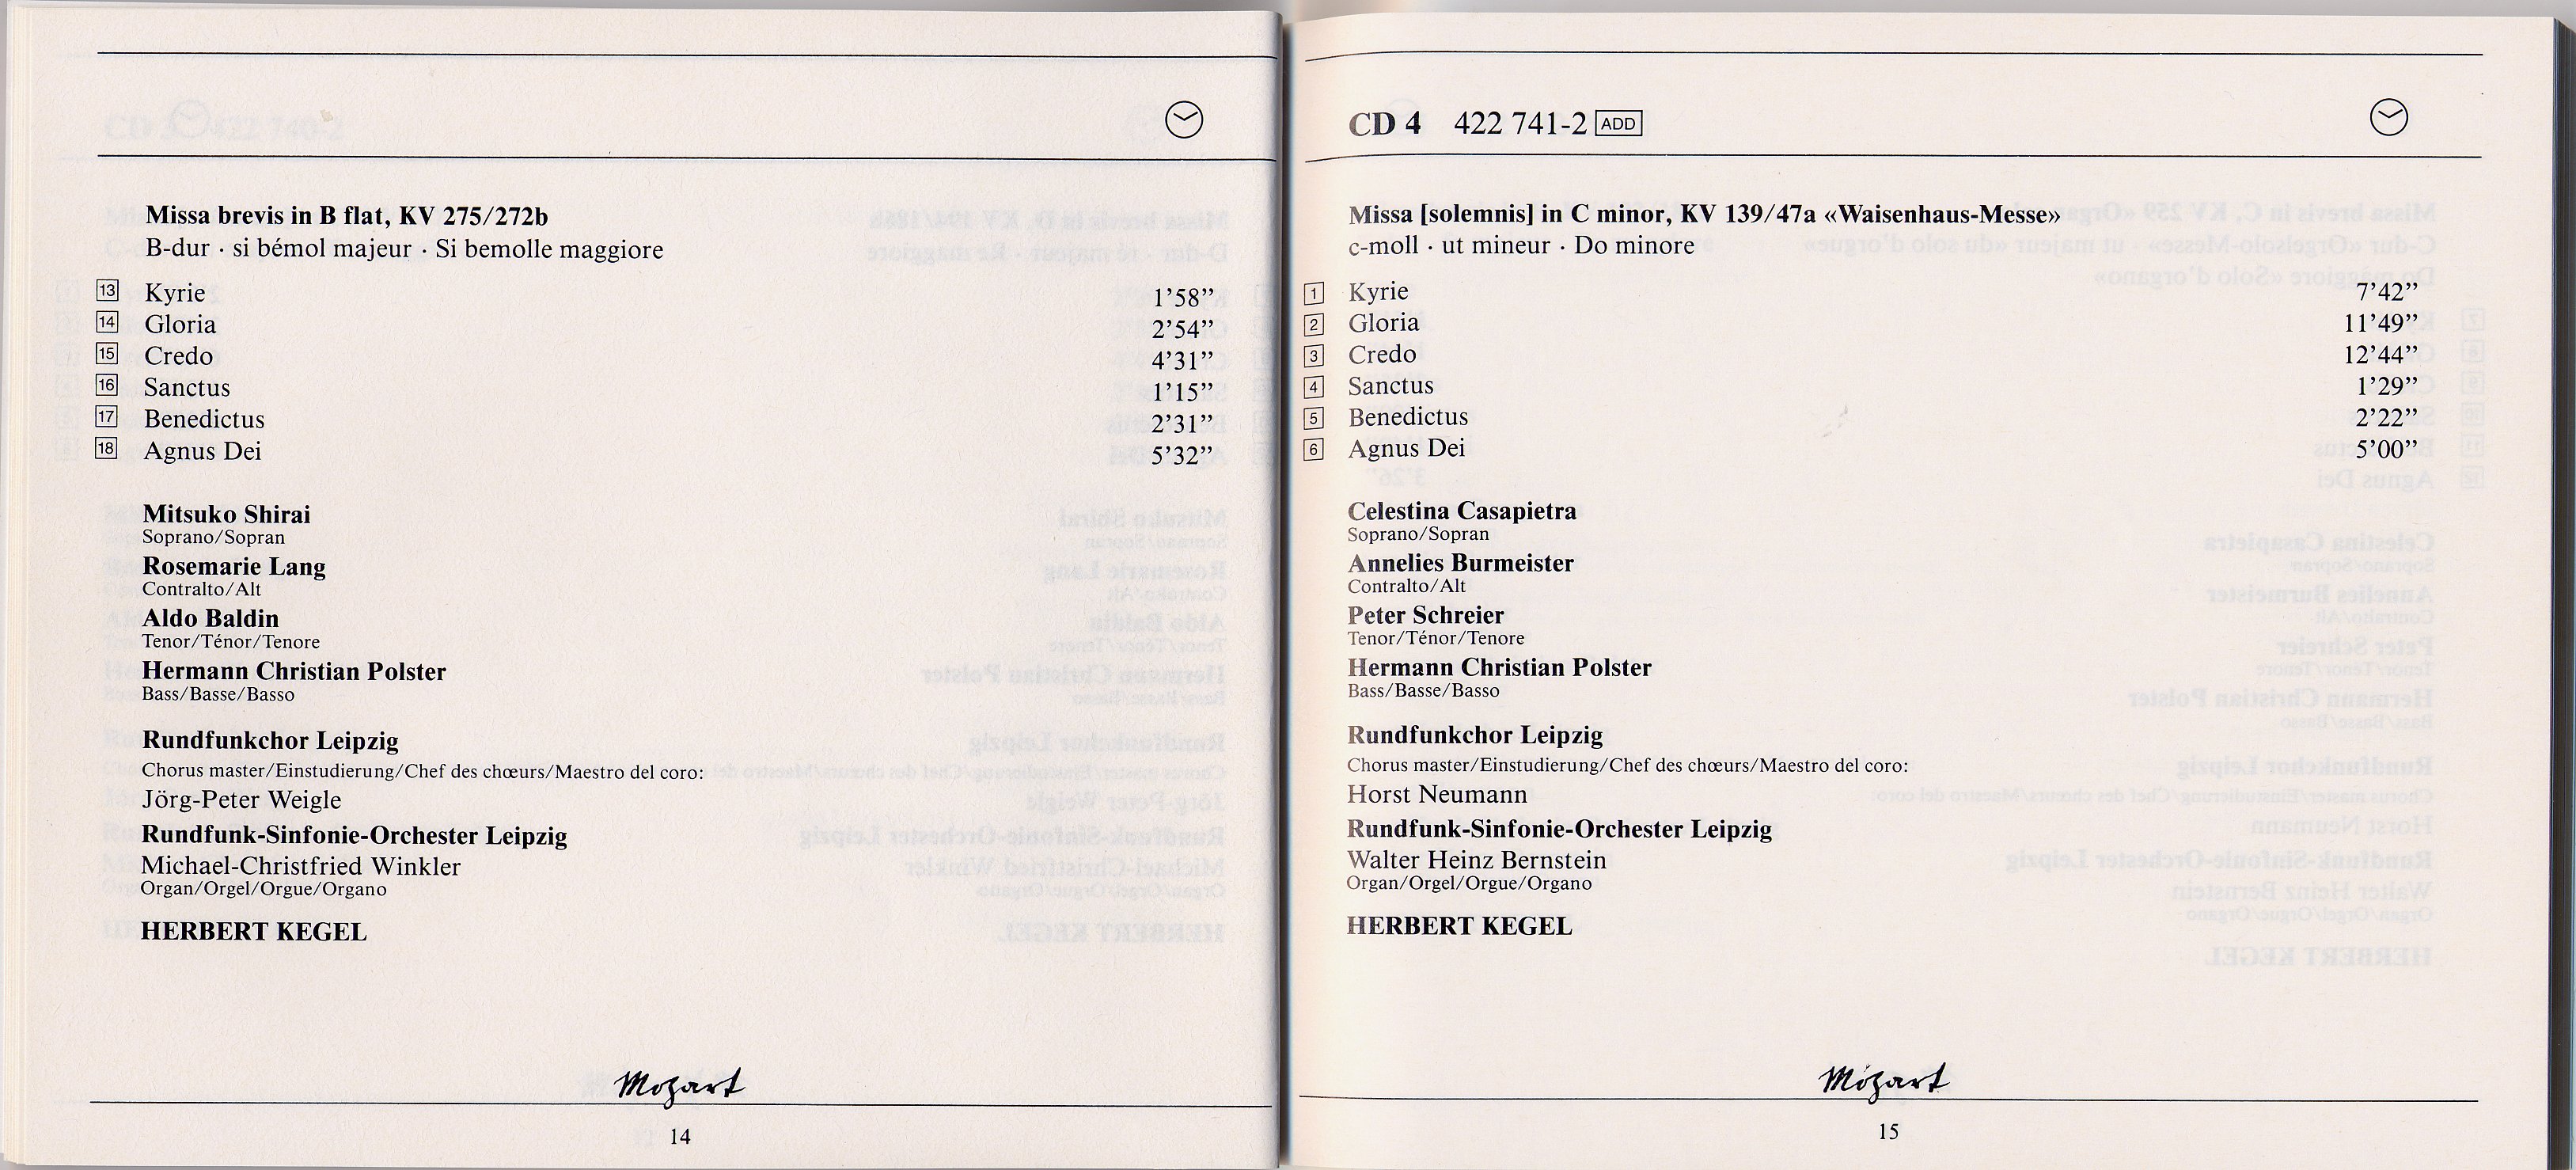 Missa brevis in B flat, KV 275/272b
B-dur · si bémol majeur · Si bemolle maggiore
13 Kyrie 1’58”
14 Gloria 2’54”
15 Credo 4’31”
16 Sanctus 1’15”
17 Benedictus 2’31”
18 Agnus Dei 5’32”
Mitsuko Shirai
Soprano/Sopran
Rosemarie Lang
Contralto/Alt
Aldo Baldin
Tenor/Ténor/Tenore
Hermann Christian Polster
Bass/Basse/Basso
Rundfunkchor Leipzig
Chorus master/Einstudierung/Chef des chœurs/Maestro del coro:
Jörg-Peter Weigle
Rundfunk-Sinfonie-Orchester Leipzig
Michael-Christfried Winkler
Organ/Orgel/Orgue/Organo
HERBERT KEGEL
Mozart
14
CD 4 422 741-2 ADD
Missa [solemnis] in C minor, KV 139/47a «Waisenhaus-Messe»
c-moll · ut mineur · Do minore
1 Kyrie 7’42”
2 Gloria 11’49”
3 Credo 12’44”
4 Sanctus 1’29”
5 Benedictus 2’22”
6 Agnus Dei 5’00”
Celestina Casapietra
Soprano/Sopran
Annelies Burmeister
Contralto/Alt
Peter Schreier
Tenor/Ténor/Tenore
Hermann Christian Polster
Bass/Basse/Basso
Rundfunkchor Leipzig
Chorus master/Einstudierung/Chef des chœurs/Maestro del coro:
Horst Neumann
Rundfunk-Sinfonie-Orchester Leipzig
Walter Heinz Bernstein
Organ/Orgel/Orgue/Organo
HERBERT KEGEL
Mozart
15